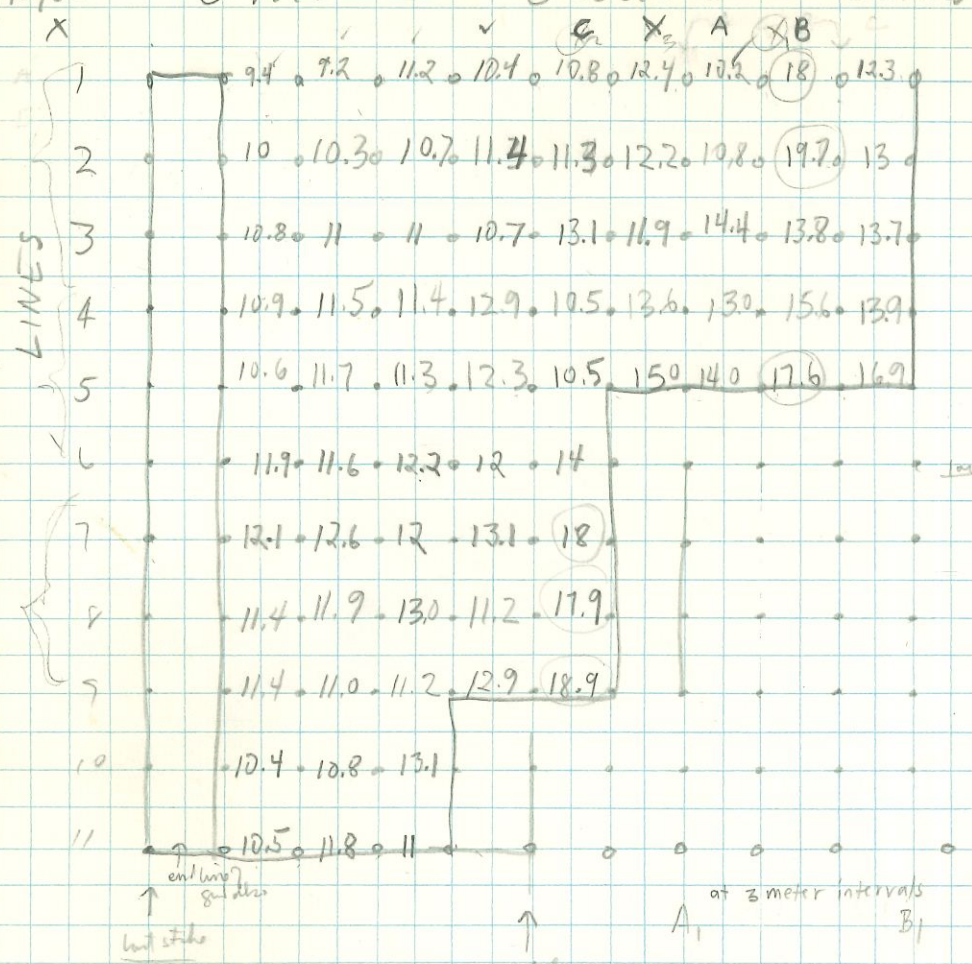 X ✓ C X₃ A X₁ B
1 9.4 9.2 11.2 10.4 10.8 12.4 10.2 18 12.3
2 10 10.3 10.7 11.4 11.3 12.2 10.8 19.7 13
LINES
3 10.8 11 11 10.7 13.1 11.9 14.4 13.8 13.7
4 10.9 11.5 11.4 12.9 10.5 13.6 13.0 15.6 13.9
5 10.6 11.7 11.3 12.3 10.5 150 140 17.6 16.9
6 11.9 11.6 12.2 12 14
7 12.1 12.6 12 13.1 18
8 11.4 11.9 13.0 11.2 17.9
9 11.4 11.0 11.2 12.9 18.9
10 10.4 10.8 13.1
11 10.5 11.8 11
end line?
at 3 meter intervals
A₁ B₁